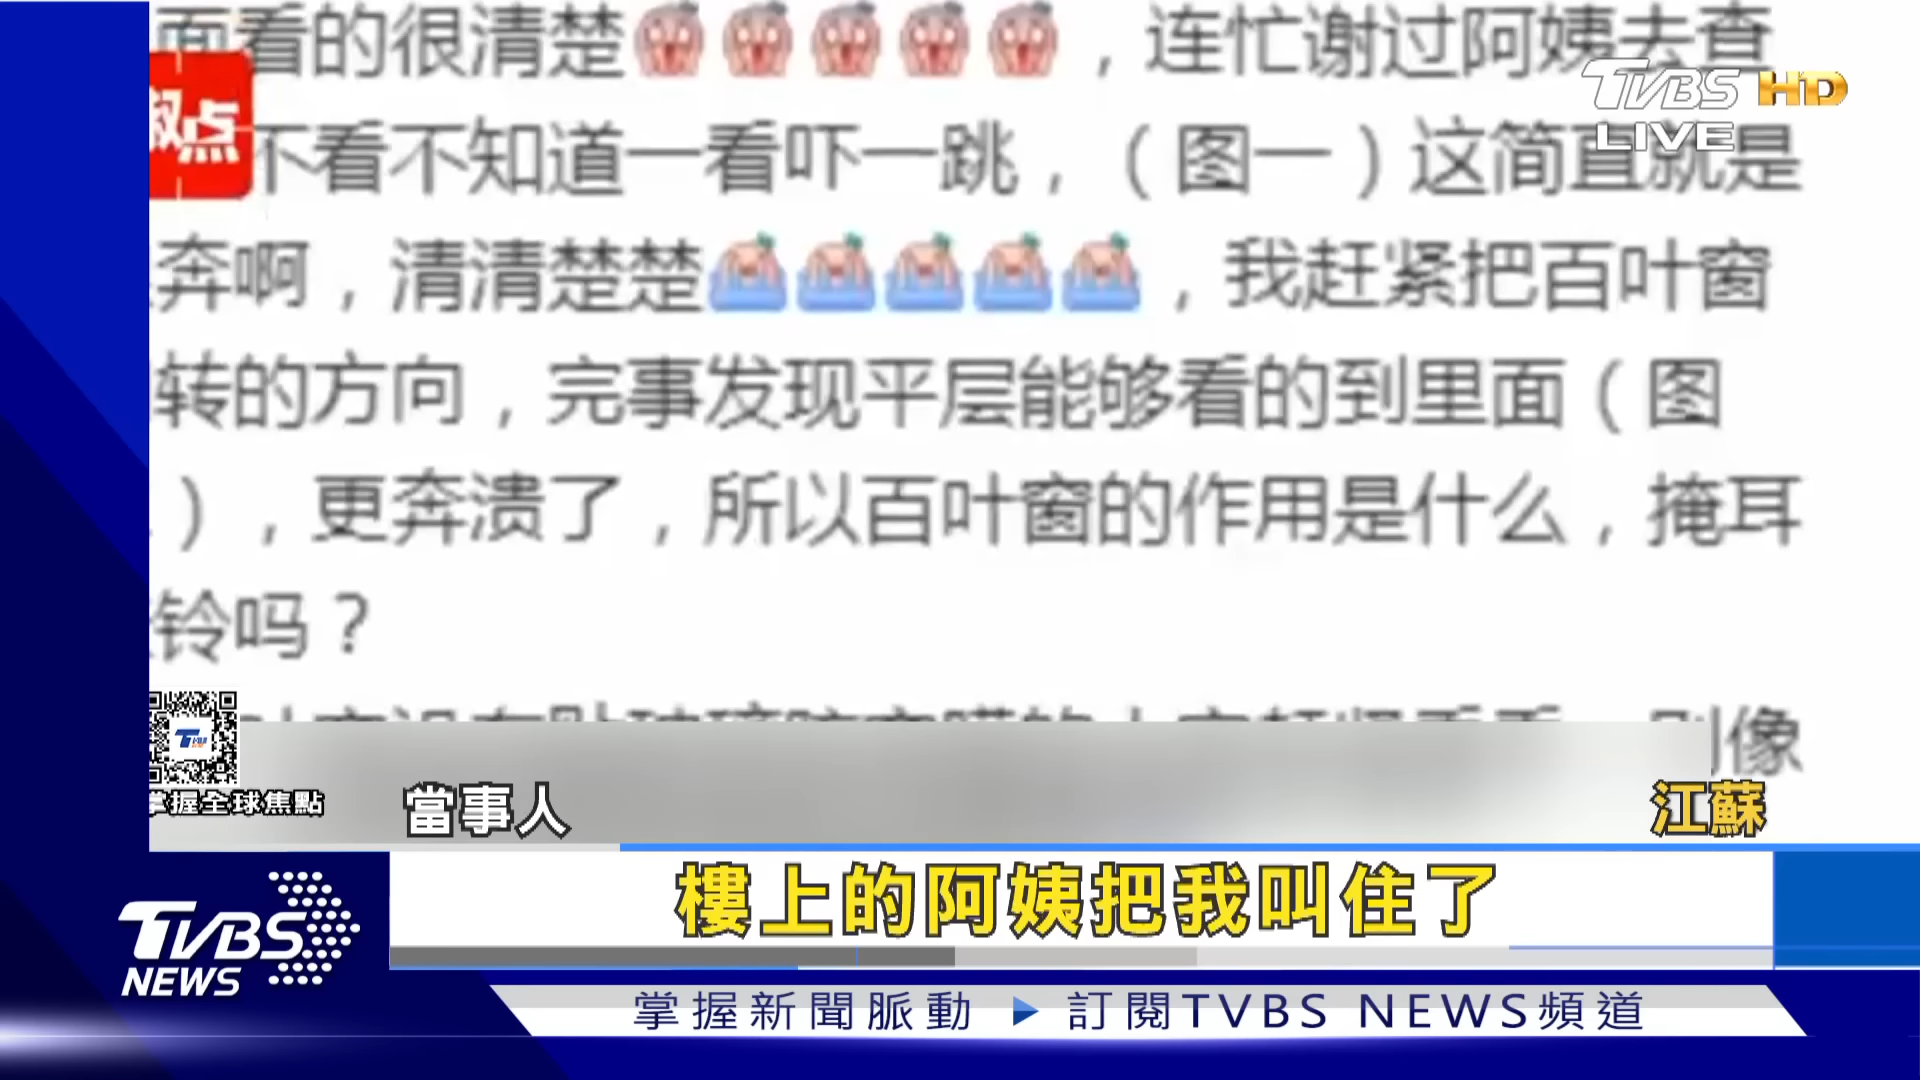 面看的很清楚😱😱😱😱😱，连忙谢过阿姨去查
不看不知道一看吓一跳，（图一）这简直就是
奔啊，清清楚楚，我赶紧把百叶窗
转的方向，完事发现平层能够看的到里面（图
），更奔溃了，所以百叶窗的作用是什么，掩耳
铃吗？
别像
点
TVBS HD
LIVE
掌握全球焦點
當事人
江蘇
樓上的阿姨把我叫住了
TVBS
NEWS
掌握新聞脈動 ▶ 訂閱TVBS NEWS頻道